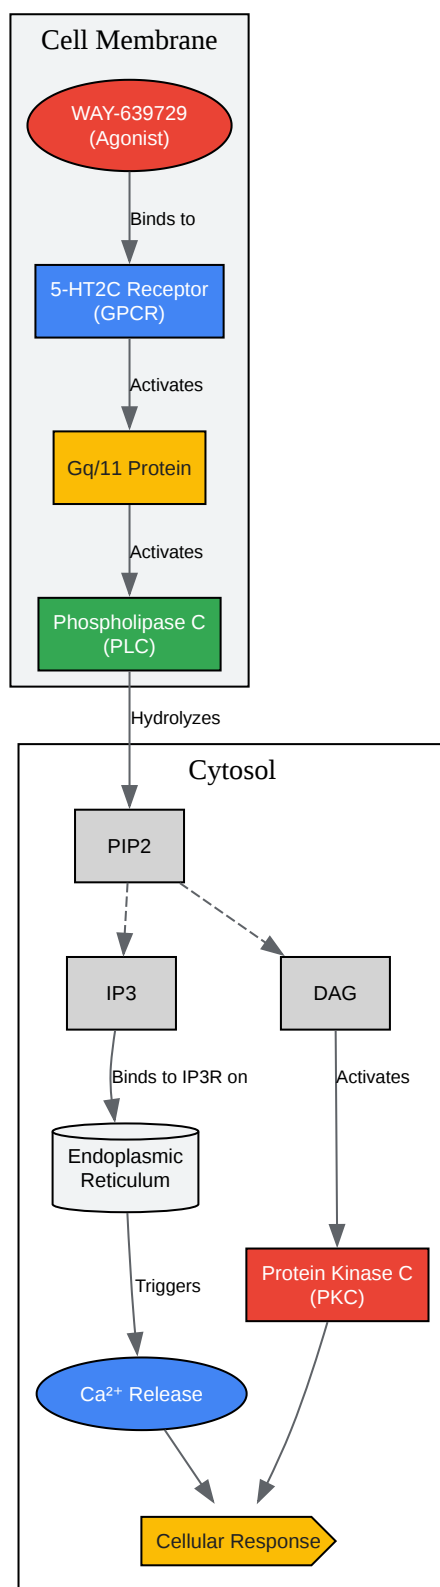 Cell Membrane
WAY-639729
(Agonist)
Binds to
5-HT2C Receptor
(GPCR)
Activates
Gq/11 Protein
Activates
Phospholipase C
(PLC)
Hydrolyzes
Cytosol
PIP2
IP3
DAG
Binds to IP3R on
Activates
Endoplasmic
Reticulum
Protein Kinase C
(PKC)
Triggers
Ca²⁺ Release
Cellular Response